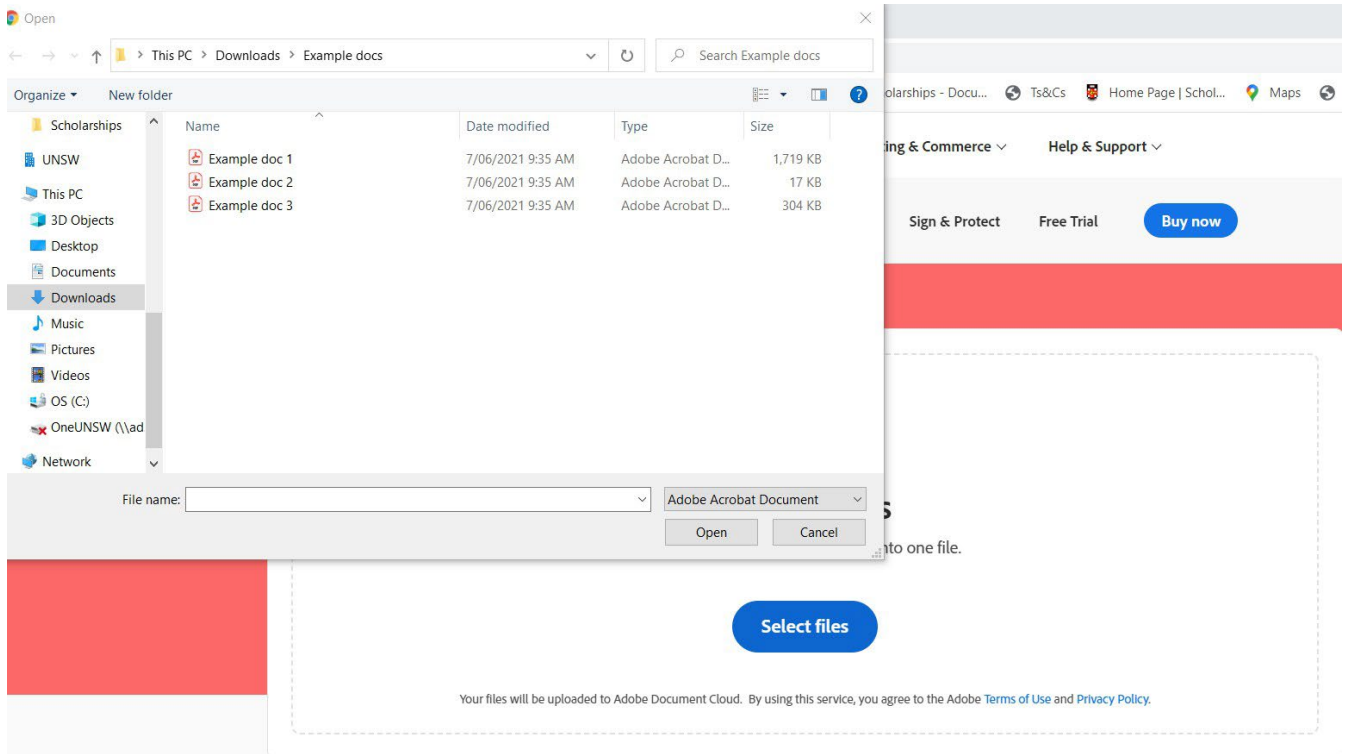 Open
This PC > Downloads > Example docs
Search Example docs
Organize
New folder
Scholarships
UNSW
This PC
3D Objects
Desktop
Documents
Downloads
Music
Pictures
Videos
OS (C:)
OneUNSW (\\ad
Network
Name Date modified Type Size
Example doc 1 7/06/2021 9:35 AM Adobe Acrobat D... 1,719 KB
Example doc 2 7/06/2021 9:35 AM Adobe Acrobat D... 17 KB
Example doc 3 7/06/2021 9:35 AM Adobe Acrobat D... 304 KB
File name: Adobe Acrobat Document
Open Cancel
olarships - Docu... Ts&Cs Home Page | Schol... Maps
ing & Commerce Help & Support
Sign & Protect Free Trial Buy now
s
nto one file.
Select files
Your files will be uploaded to Adobe Document Cloud. By using this service, you agree to the Adobe Terms of Use and Privacy Policy.